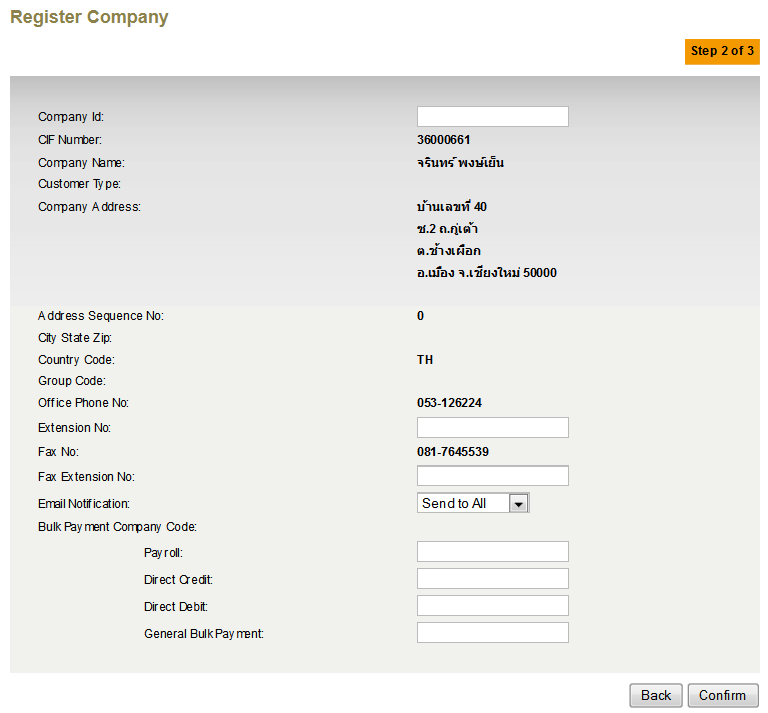 Register Company
Step 2 of 3
Company Id:
CIF Number: 36000661
Company Name: จรินทร์ พงษ์เย็น
Customer Type:
Company Address: บ้านเลขที่ 40
ซ.2 ถ.กู่เต้า
ต.ช้างเผือก
อ.เมือง จ.เชียงใหม่ 50000
Address Sequence No: 0
City State Zip:
Country Code: TH
Group Code:
Office Phone No: 053-126224
Extension No:
Fax No: 081-7645539
Fax Extension No:
Email Notification: Send to All
Bulk Payment Company Code:
Payroll:
Direct Credit:
Direct Debit:
General Bulk Payment:
Back Confirm